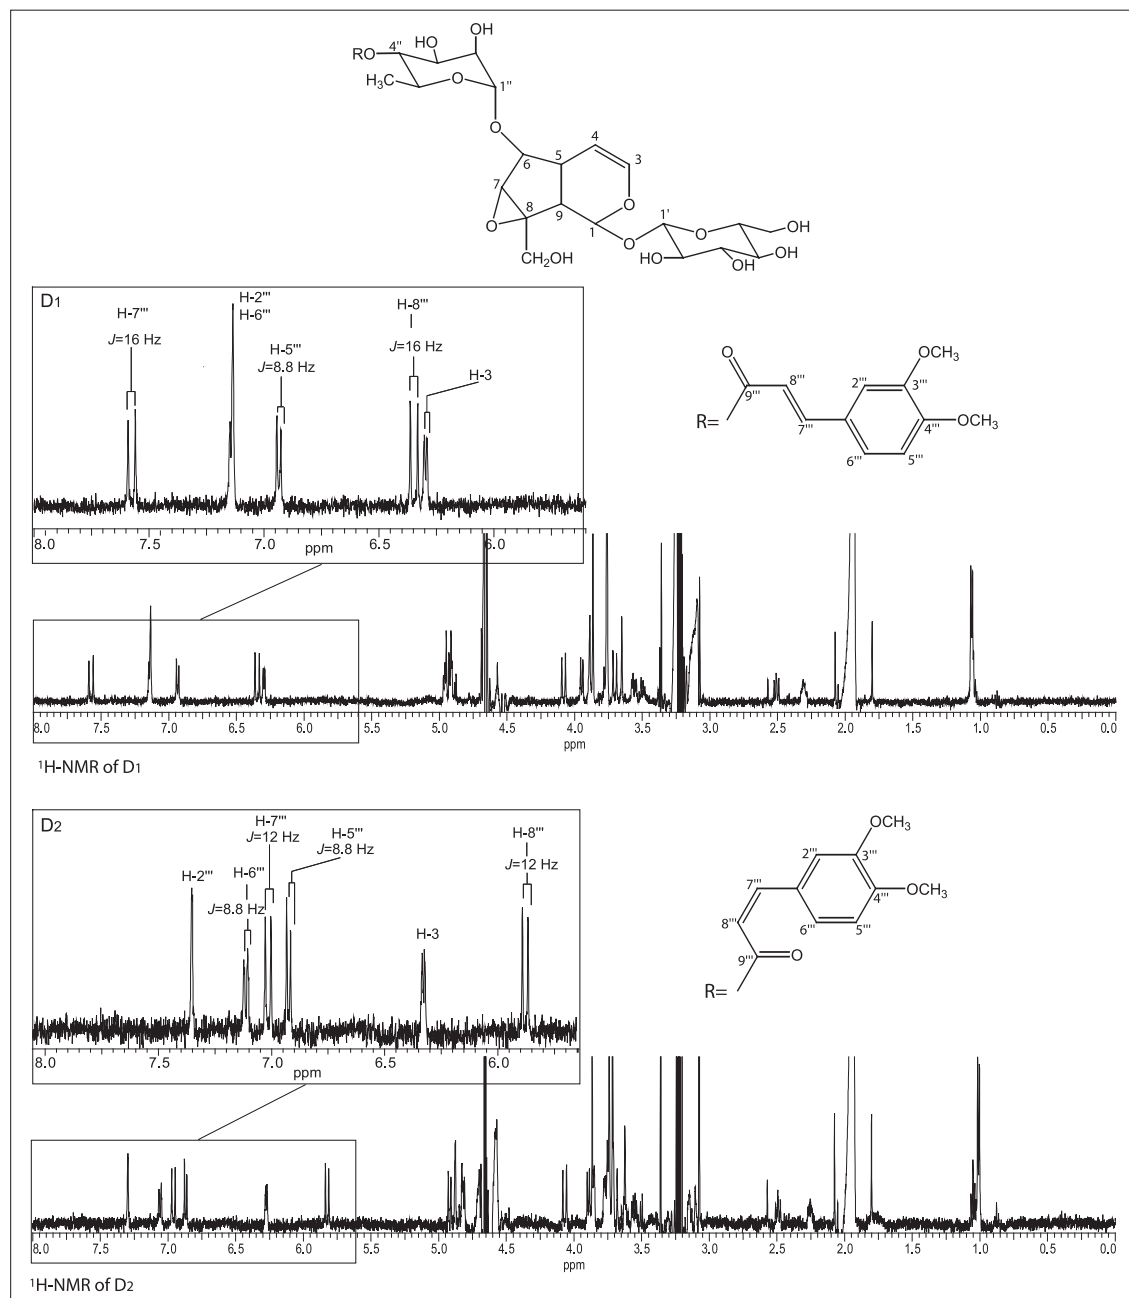 RO
4''
HO
OH
H₃C
O
1''
O
4
5
3
6
7
8
9
O
O
1
O
1'
O
OH
CH₂OH
HO
HO
OH
OH
D1
H-7'''
J=16 Hz
H-2'''
H-6'''
H-5'''
J=8.8 Hz
H-8'''
J=16 Hz
H-3
8.0 7.5 7.0 6.5 6.0
ppm
O
OCH₃
8'''
2'''
3'''
9'''
R=
7'''
4'''
OCH₃
6'''
5'''
8.0 7.5 7.0 6.5 6.0 5.5 5.0 4.5 4.0 3.5 3.0 2.5 2.0 1.5 1.0 0.5 0.0
ppm
¹H-NMR of D1
D2
H-2'''
H-6'''
J=8.8 Hz
H-7'''
J=12 Hz
H-5'''
J=8.8 Hz
H-3
H-8'''
J=12 Hz
8.0 7.5 7.0 6.5 6.0
ppm
OCH₃
2'''
3'''
7'''
4'''
OCH₃
8'''
6'''
5'''
9'''
O
R=
8.0 7.5 7.0 6.5 6.0 5.5 5.0 4.5 4.0 3.5 3.0 2.5 2.0 1.5 1.0 0.5 0.0
ppm
¹H-NMR of D2